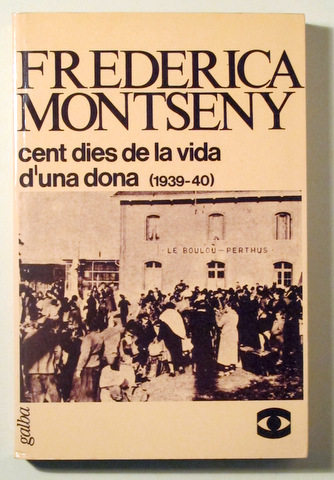 FREDERICA
MONTSENY
cent dies de la vida
d'una dona (1939-40)
LE BOULOU-PERTHUS
galba